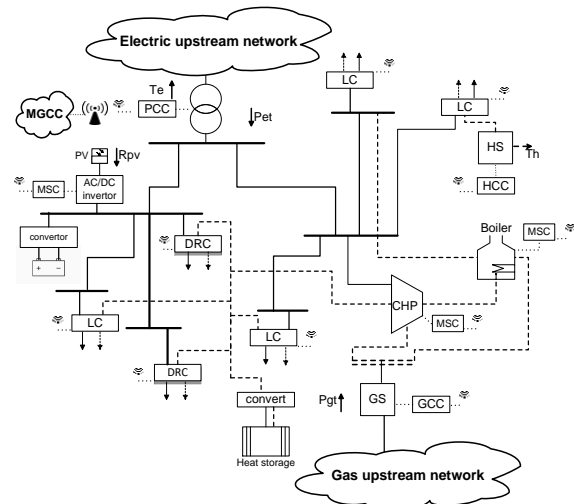 Electric upstream network
Te
LC
LC
MGCC
PCC
Pet
HS
Th
PV
Rpv
MSC
AC/DC
invertor
HCC
Boiler
MSC
convertor
+ −
DRC
CHP
LC
LC
MSC
DRC
convert
Pgt
GS
GCC
Heat storage
Gas upstream network